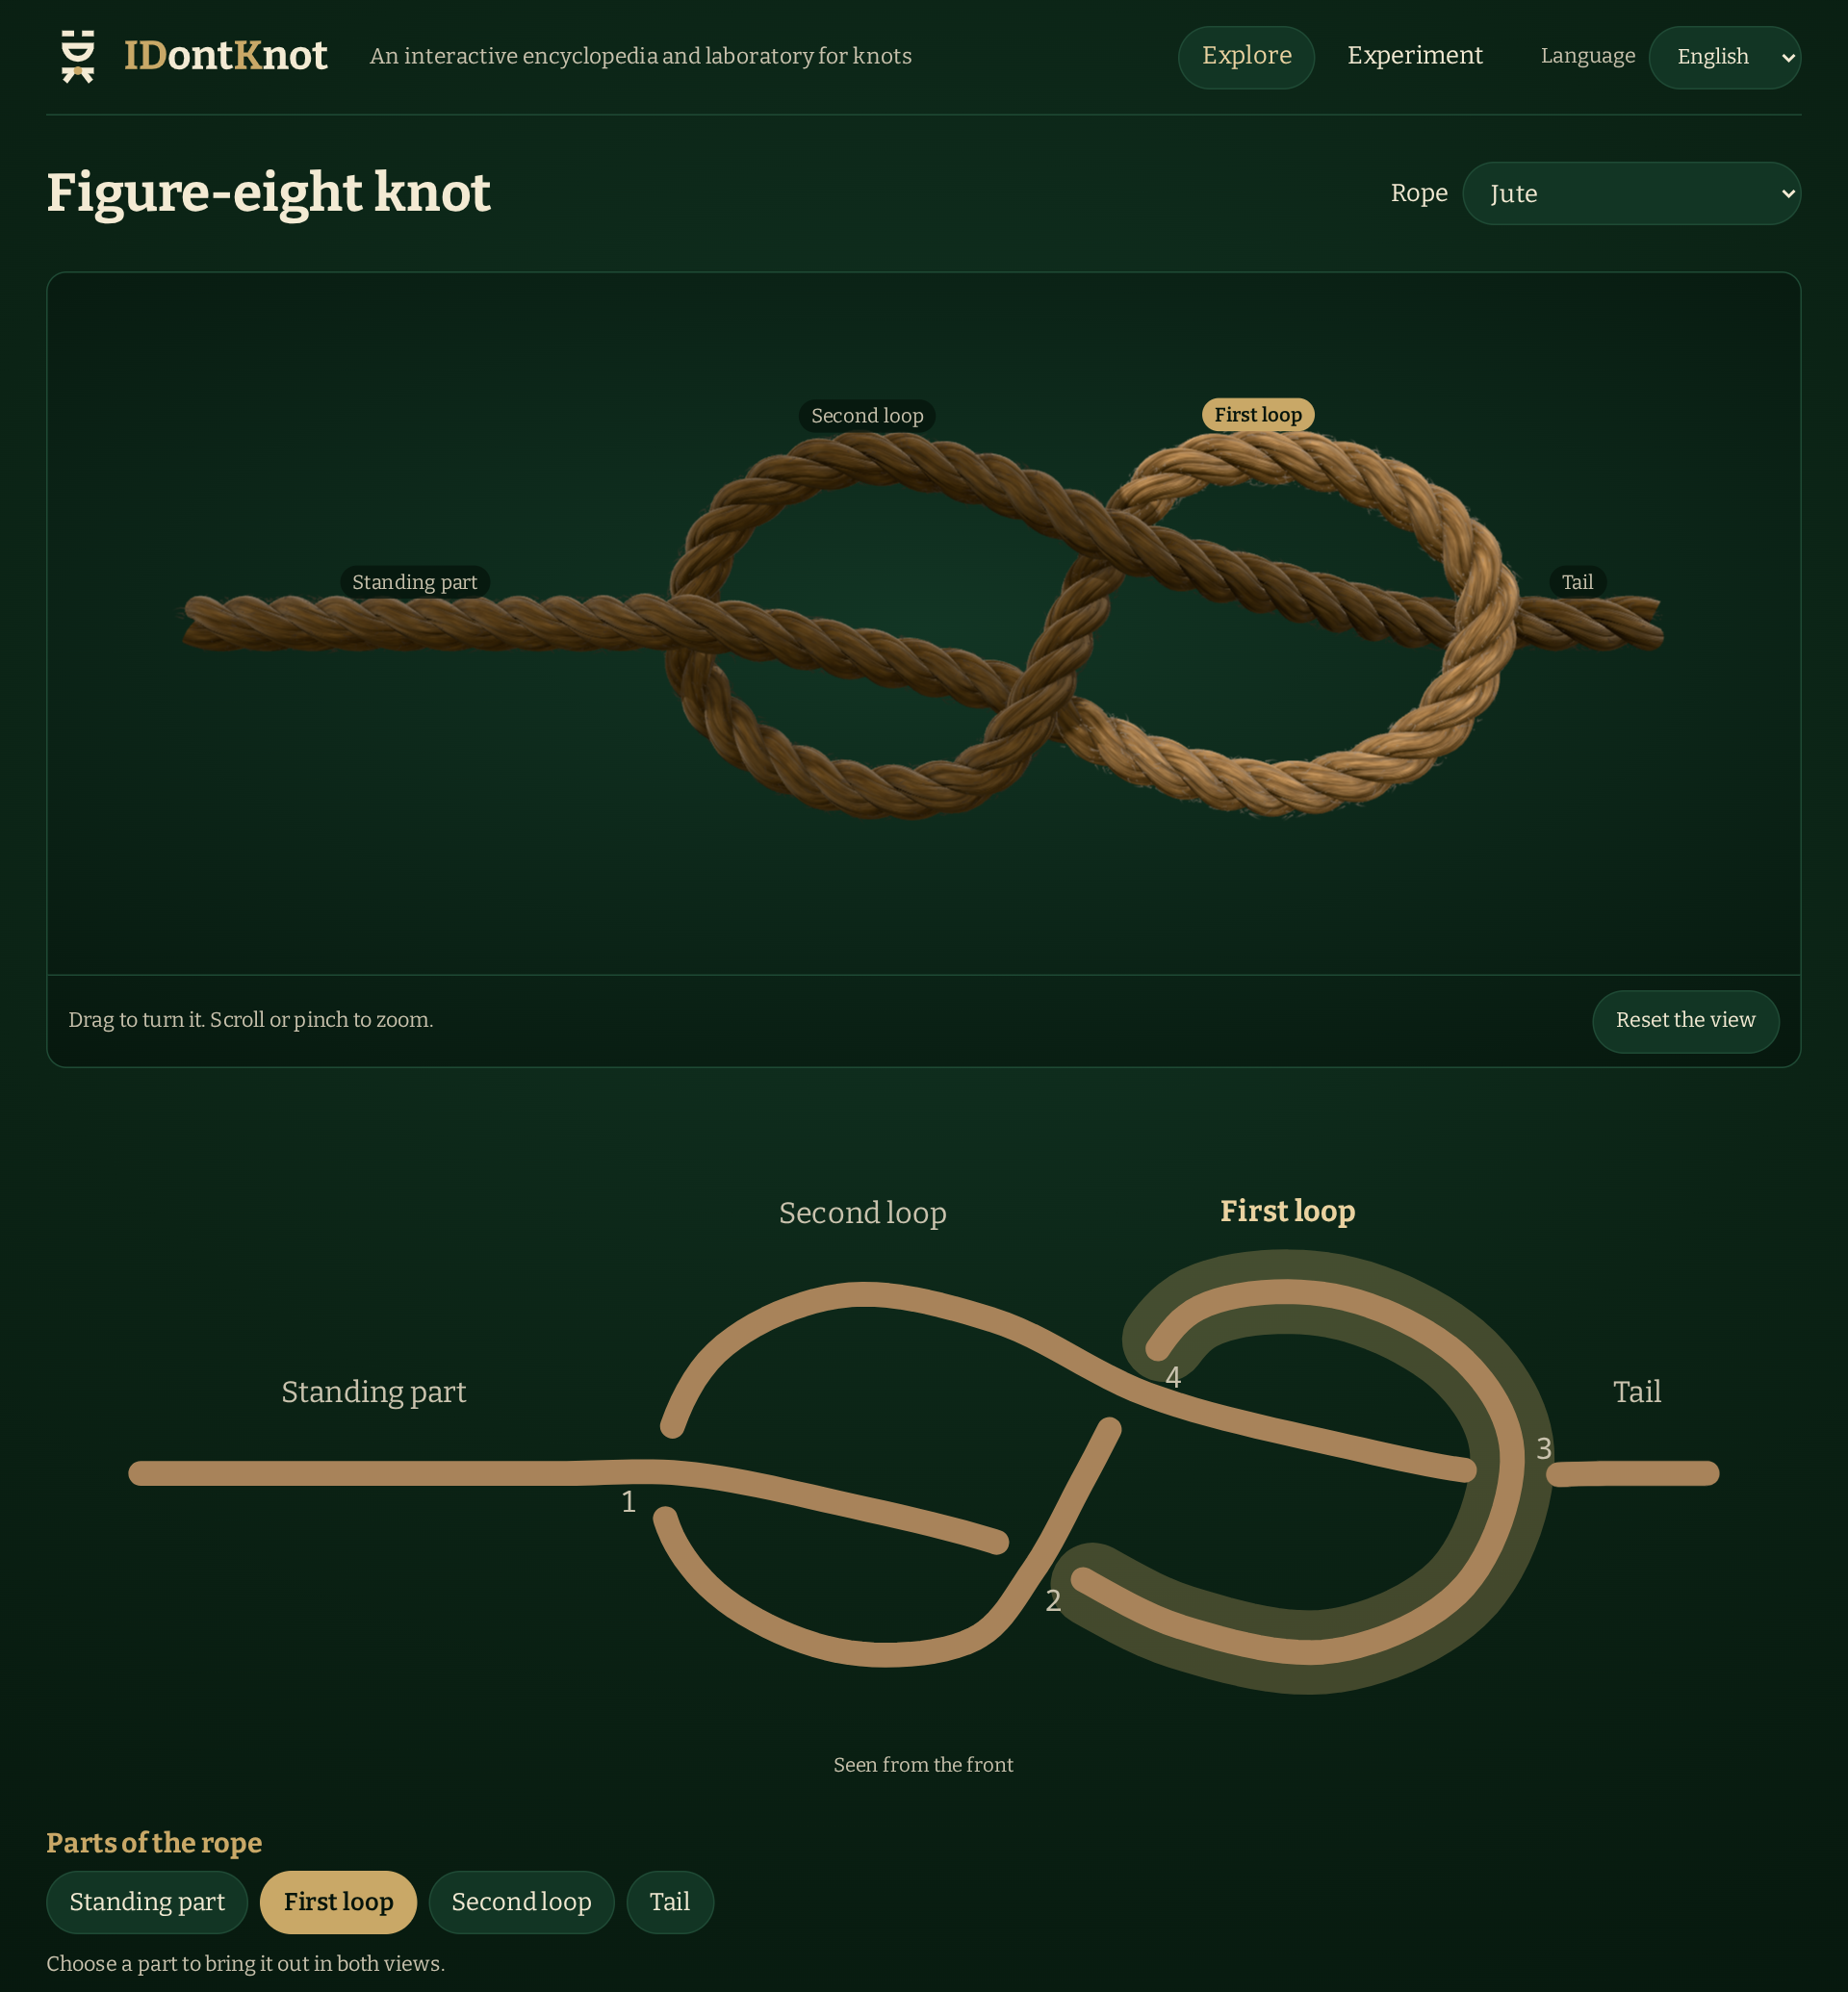 IDontKnot
An interactive encyclopedia and laboratory for knots
Explore
Experiment
Language
English
Figure-eight knot
Rope
Jute
Second loop
First loop
Standing part
Tail
Drag to turn it. Scroll or pinch to zoom.
Reset the view
Second loop
First loop
Standing part
Tail
4
3
1
2
Seen from the front
Parts of the rope
Standing part
First loop
Second loop
Tail
Choose a part to bring it out in both views.